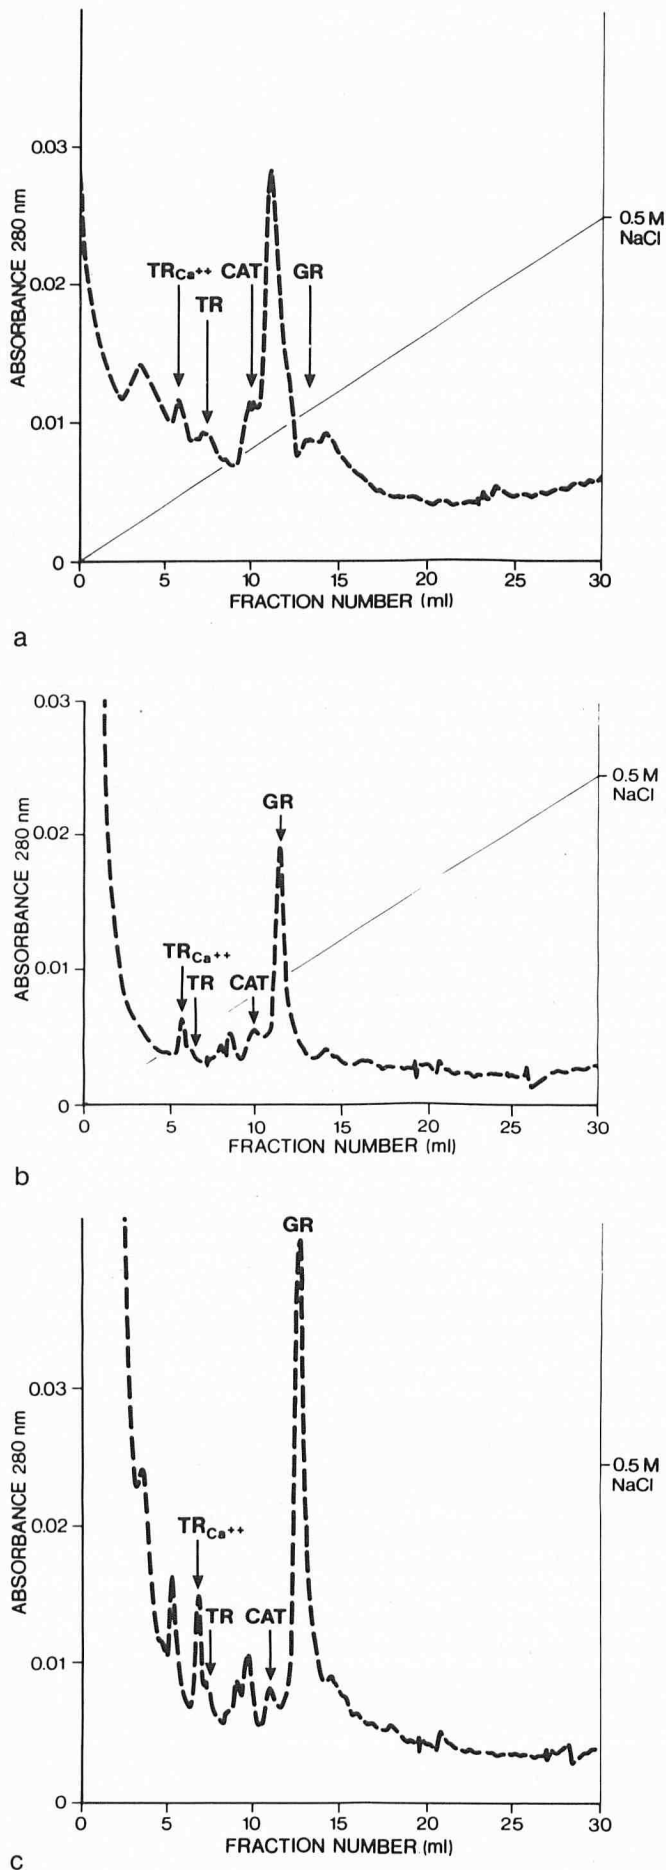 ABSORBANCE 280 nm
0.03
0.02
0.01
0
TRCa++ CAT GR
TR
0.5 M
NaCl
0 5 10 15 20 25 30
FRACTION NUMBER (ml)
a
ABSORBANCE 280 nm
0.03
0.02
0.01
0
GR
TRCa++
TR CAT
0.5 M
NaCl
0 5 10 15 20 25 30
FRACTION NUMBER (ml)
b
ABSORBANCE 280 nm
GR
0.03
0.02
0.01
0
TRCa++
TR CAT
0.5 M
NaCl
0 5 10 15 20 25 30
FRACTION NUMBER (ml)
c